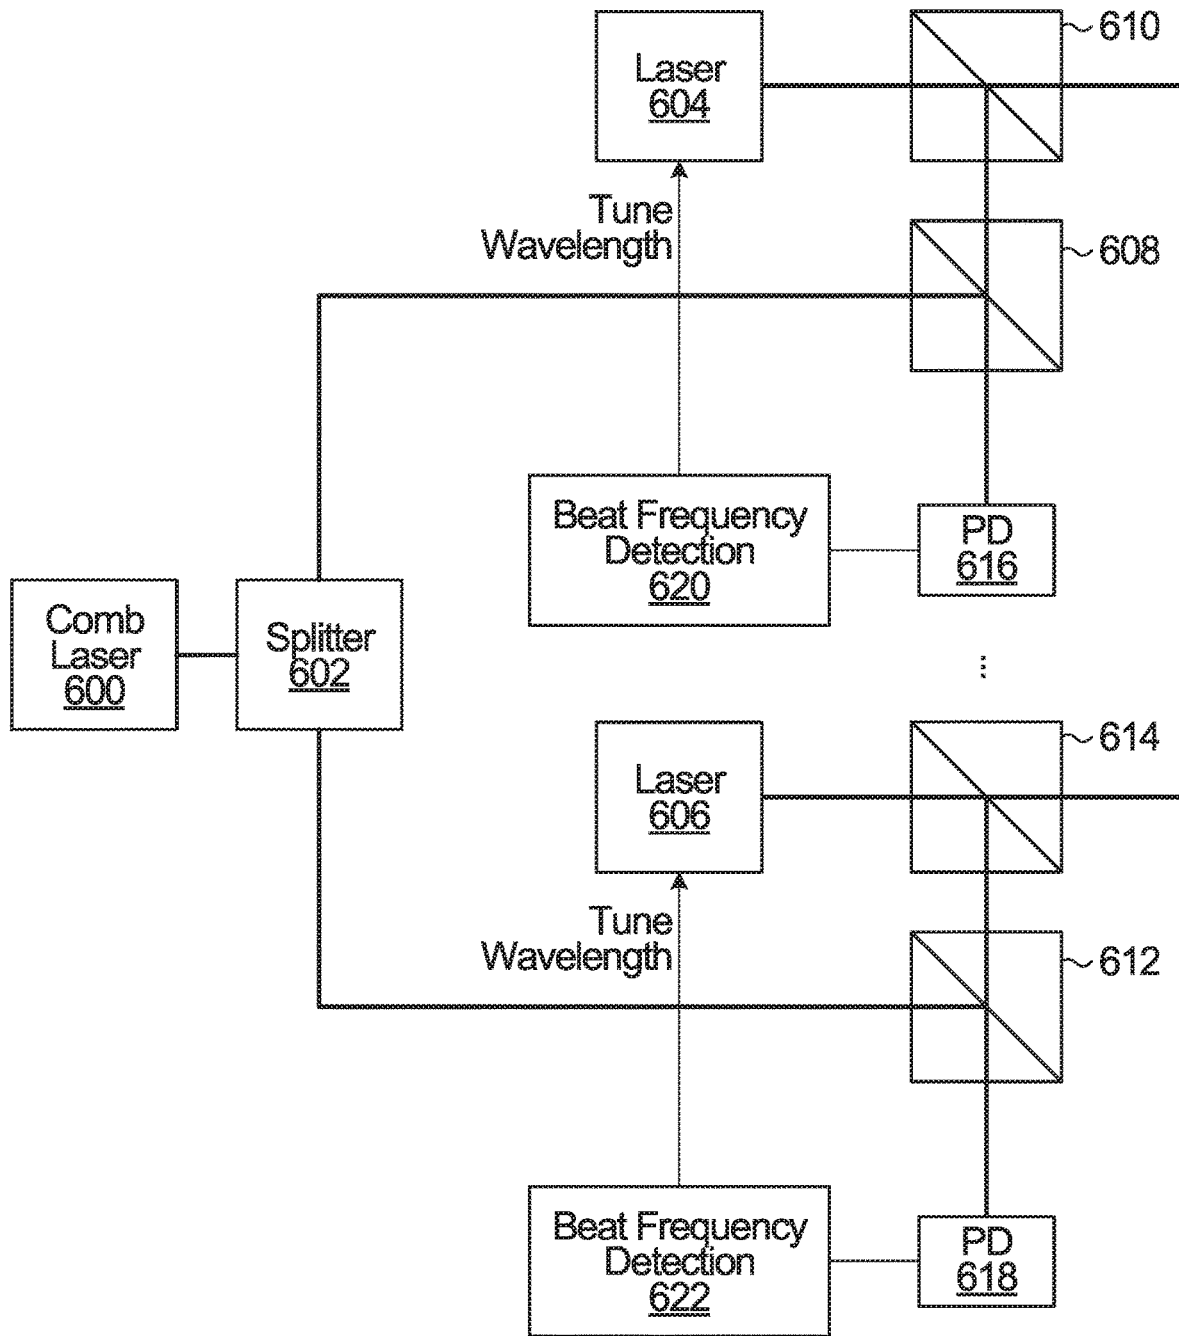 Laser
604
610
Tune
Wavelength
608
Beat Frequency
Detection
620
PD
616
Comb
Laser
600
Splitter
602
...
Laser
606
614
Tune
Wavelength
612
Beat Frequency
Detection
622
PD
618